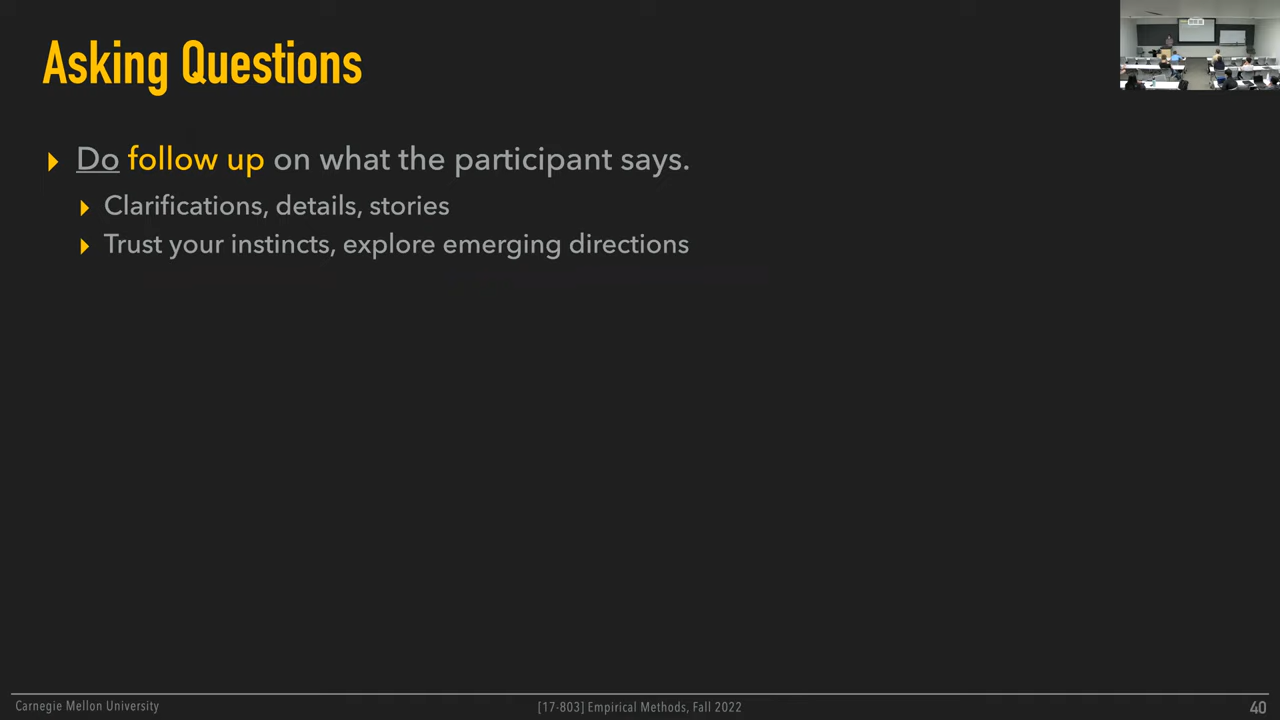 Asking Questions
Do follow up on what the participant says.
Clarifications, details, stories
Trust your instincts, explore emerging directions
Carnegie Mellon University
[17-803] Empirical Methods, Fall 2022
40